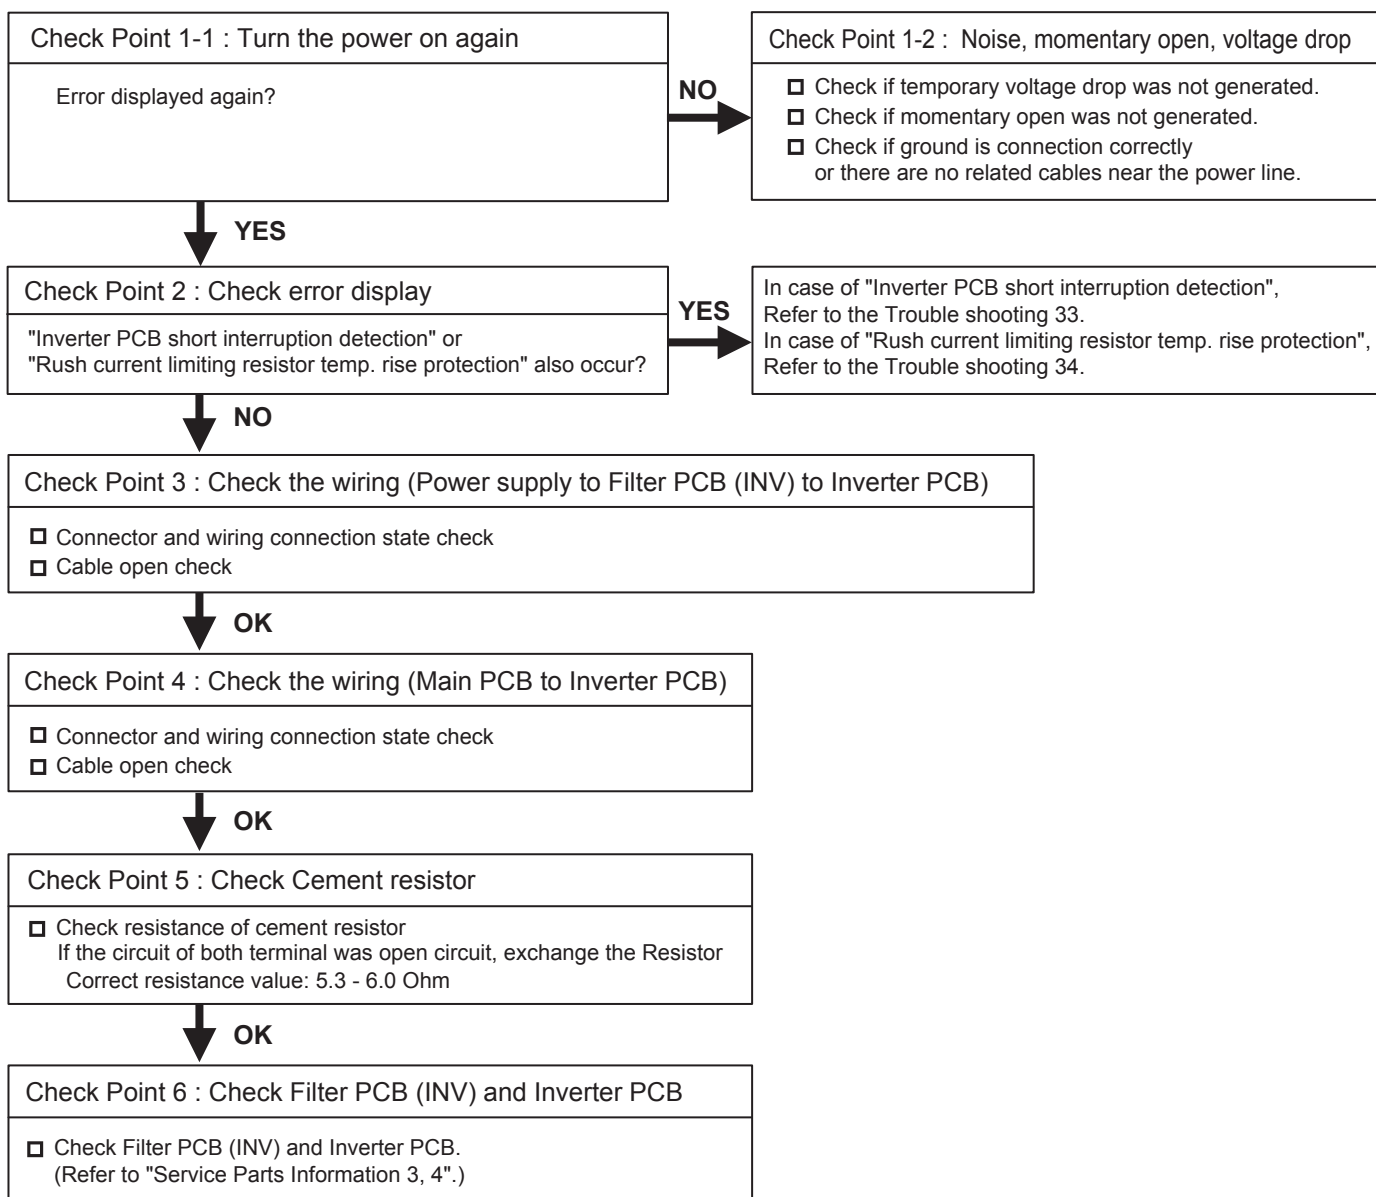 Check Point 1-1 : Turn the power on again
Error displayed again?
NO
Check Point 1-2 :  Noise, momentary open, voltage drop
Check if temporary voltage drop was not generated.
Check if momentary open was not generated.
Check if ground is connection correctly
or there are no related cables near the power line.
YES
Check Point 2 : Check error display
"Inverter PCB short interruption detection" or
"Rush current limiting resistor temp. rise protection" also occur?
YES
In case of "Inverter PCB short interruption detection",
Refer to the Trouble shooting 33.
In case of "Rush current limiting resistor temp. rise protection",
Refer to the Trouble shooting 34.
NO
Check Point 3 : Check the wiring (Power supply to Filter PCB (INV) to Inverter PCB)
Connector and wiring connection state check
Cable open check
OK
Check Point 4 : Check the wiring (Main PCB to Inverter PCB)
Connector and wiring connection state check
Cable open check
OK
Check Point 5 : Check Cement resistor
Check resistance of cement resistor
If the circuit of both terminal was open circuit, exchange the Resistor
Correct resistance value: 5.3 - 6.0 Ohm
OK
Check Point 6 : Check Filter PCB (INV) and Inverter PCB
Check Filter PCB (INV) and Inverter PCB.
(Refer to "Service Parts Information 3, 4".)